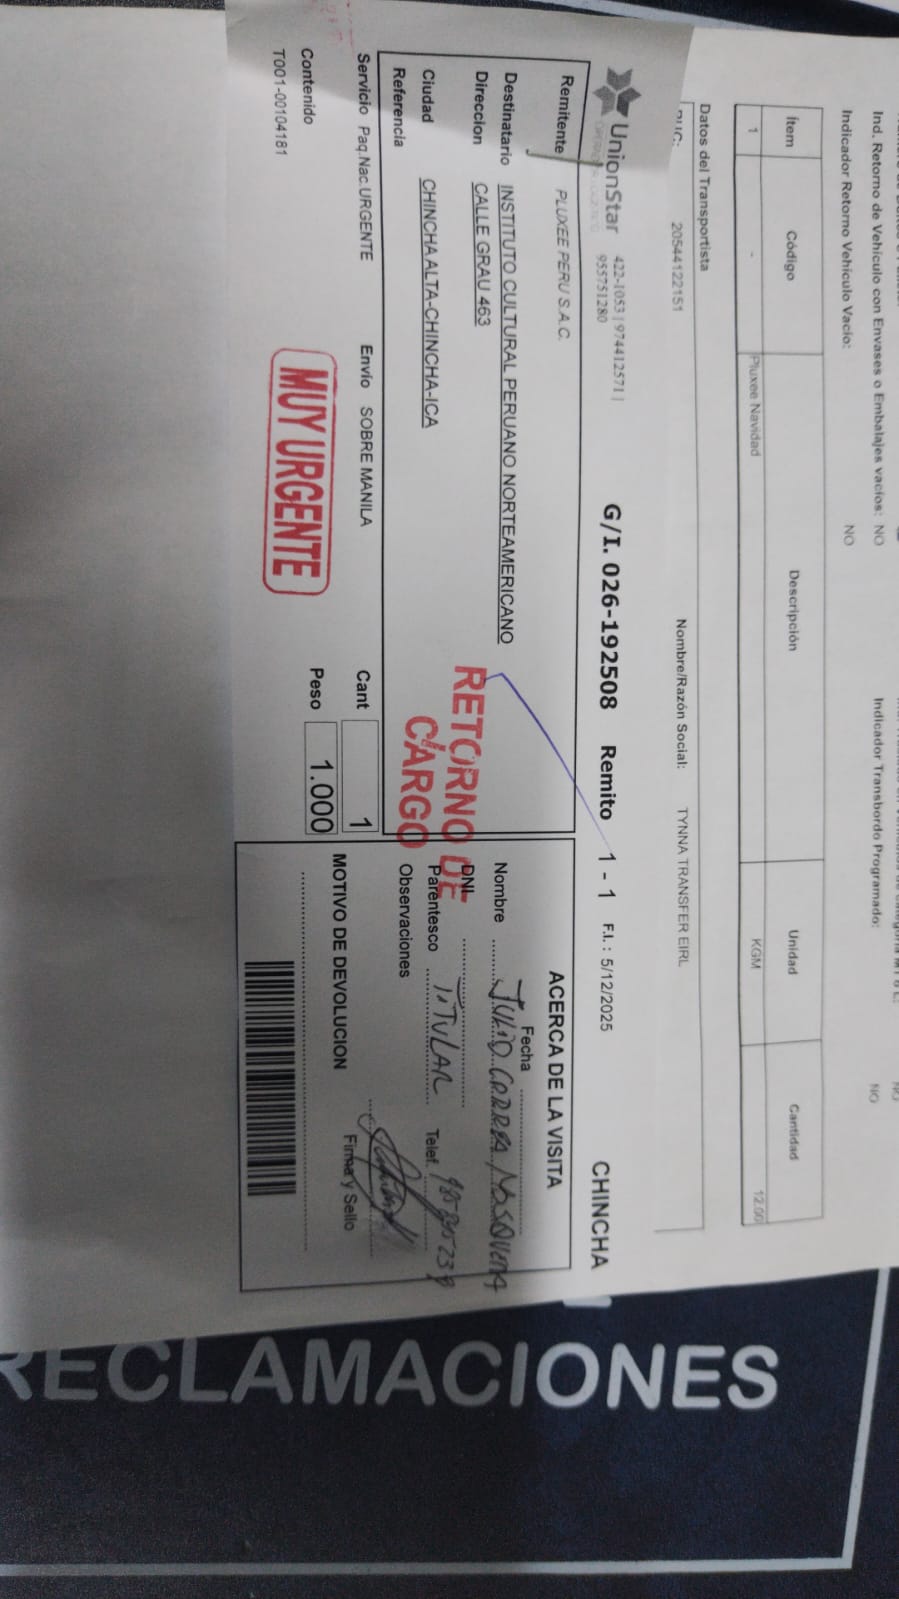 Ind. Retorno de Vehículo con Envases o Embalajes vacíos: NO
Indicador Transbordo Programado: NO
Indicador Retorno Vehículo Vacío: NO
Ítem Código Descripción Unidad Cantidad
1 - Pluxee Navidad KGM 12.00
Datos del Transportista
RUC: 20544122151 Nombre/Razón Social: TYNNA TRANSFER EIRL
UnionStar 422-1053 | 974412571 |
955751280
G/I. 026-192508 Remito 1 - 1 F.I.: 5/12/2025 CHINCHA
Remitente PLUXEE PERU S.A.C.
Destinatario INSTITUTO CULTURAL PERUANO NORTEAMERICANO
Direccion CALLE GRAU 463
Ciudad CHINCHA ALTA-CHINCHA-ICA
Referencia
Servicio Paq.Nac.URGENTE Envío SOBRE MANILA Cant 1
Contenido Peso 1.000
T001-00104181
MUY URGENTE
RETORNO DE
CARGO
ACERCA DE LA VISITA
Fecha
Nombre JULIO
DNI
Parentesco TITULAR Telef.
Observaciones
Firma y Sello
MOTIVO DE DEVOLUCION
RECLAMACIONES